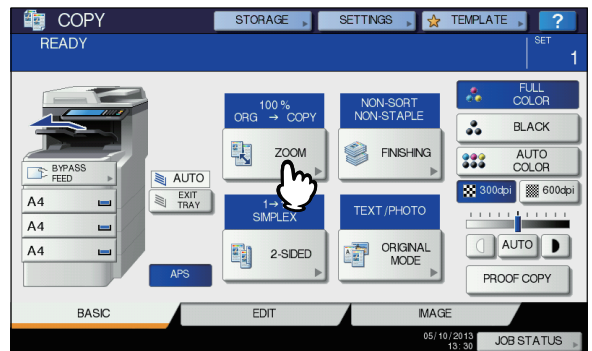 COPY
STORAGE
SETTINGS
TEMPLATE
?
READY
SET
1
100 %
ORG → COPY
NON-SORT
NON-STAPLE
FULL
COLOR
ZOOM
FINISHING
BLACK
BYPASS
FEED
AUTO
AUTO
COLOR
A4
EXIT
TRAY
300dpi
600dpi
A4
1→
SIMPLEX
TEXT/PHOTO
A4
2-SIDED
ORIGINAL
MODE
AUTO
APS
PROOF COPY
BASIC
EDIT
IMAGE
05/10/2013
13:30
JOB STATUS